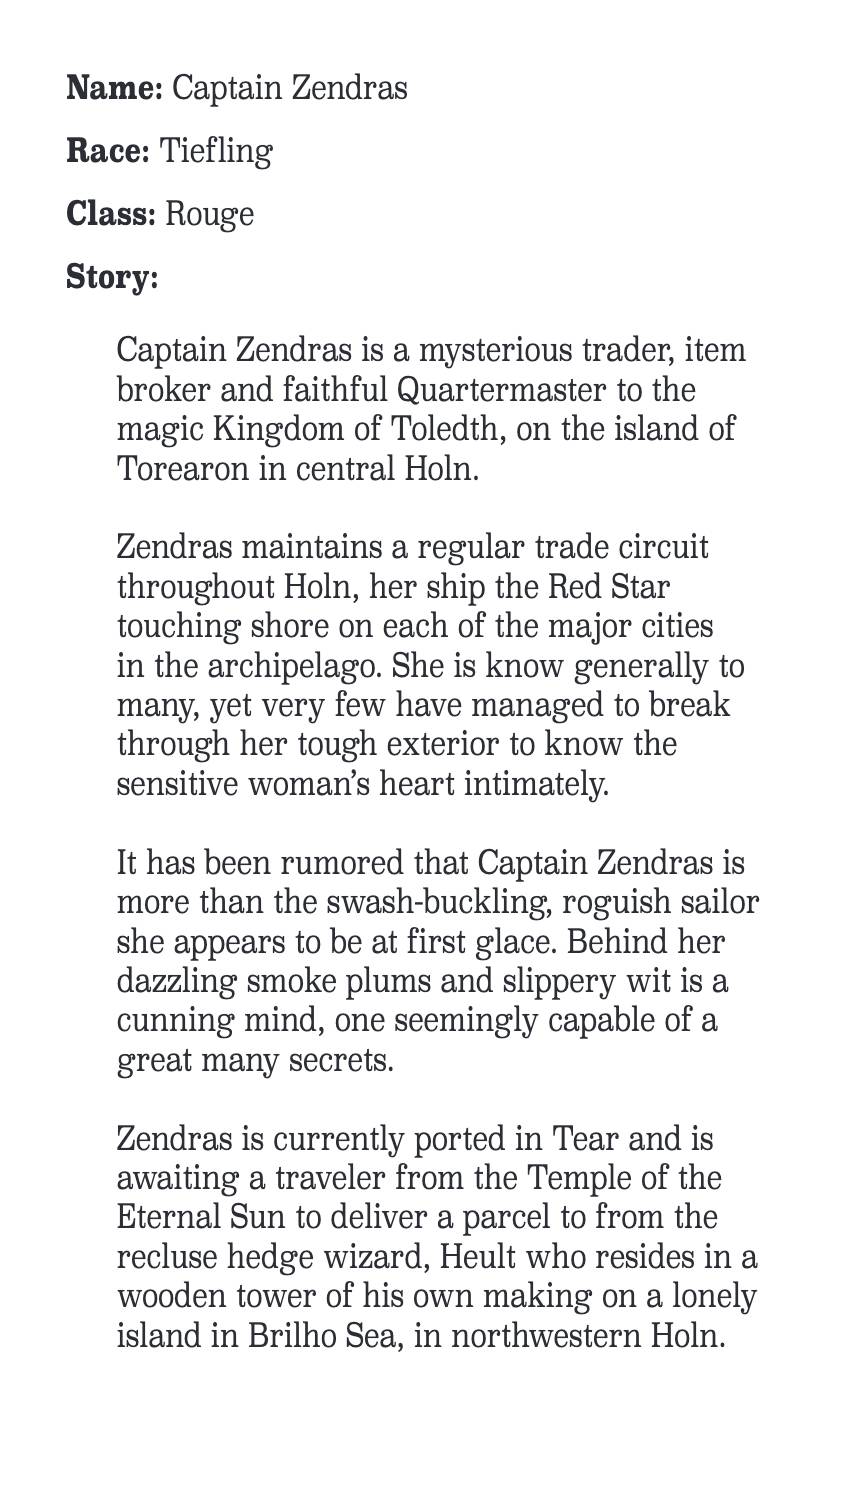 Name: Captain Zendras
Race: Tiefling
Class: Rouge
Story:
Captain Zendras is a mysterious trader, item
broker and faithful Quartermaster to the
magic Kingdom of Toledth, on the island of
Torearon in central Holn.
Zendras maintains a regular trade circuit
throughout Holn, her ship the Red Star
touching shore on each of the major cities
in the archipelago. She is know generally to
many, yet very few have managed to break
through her tough exterior to know the
sensitive woman’s heart intimately.
It has been rumored that Captain Zendras is
more than the swash-buckling, roguish sailor
she appears to be at first glace. Behind her
dazzling smoke plums and slippery wit is a
cunning mind, one seemingly capable of a
great many secrets.
Zendras is currently ported in Tear and is
awaiting a traveler from the Temple of the
Eternal Sun to deliver a parcel to from the
recluse hedge wizard, Heult who resides in a
wooden tower of his own making on a lonely
island in Brilho Sea, in northwestern Holn.